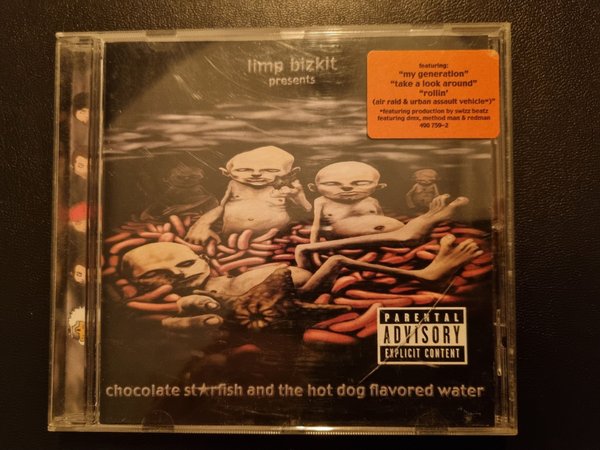 limp bizkit
presents
featuring:
"my generation"
"take a look around"
"rollin'
(air raid & urban assault vehicle*)"
*featuring production by swizz beatz
featuring dmx, method man & redman
490 759-2
PARENTAL
ADVISORY
EXPLICIT CONTENT
chocolate st★rfish and the hot dog flavored water